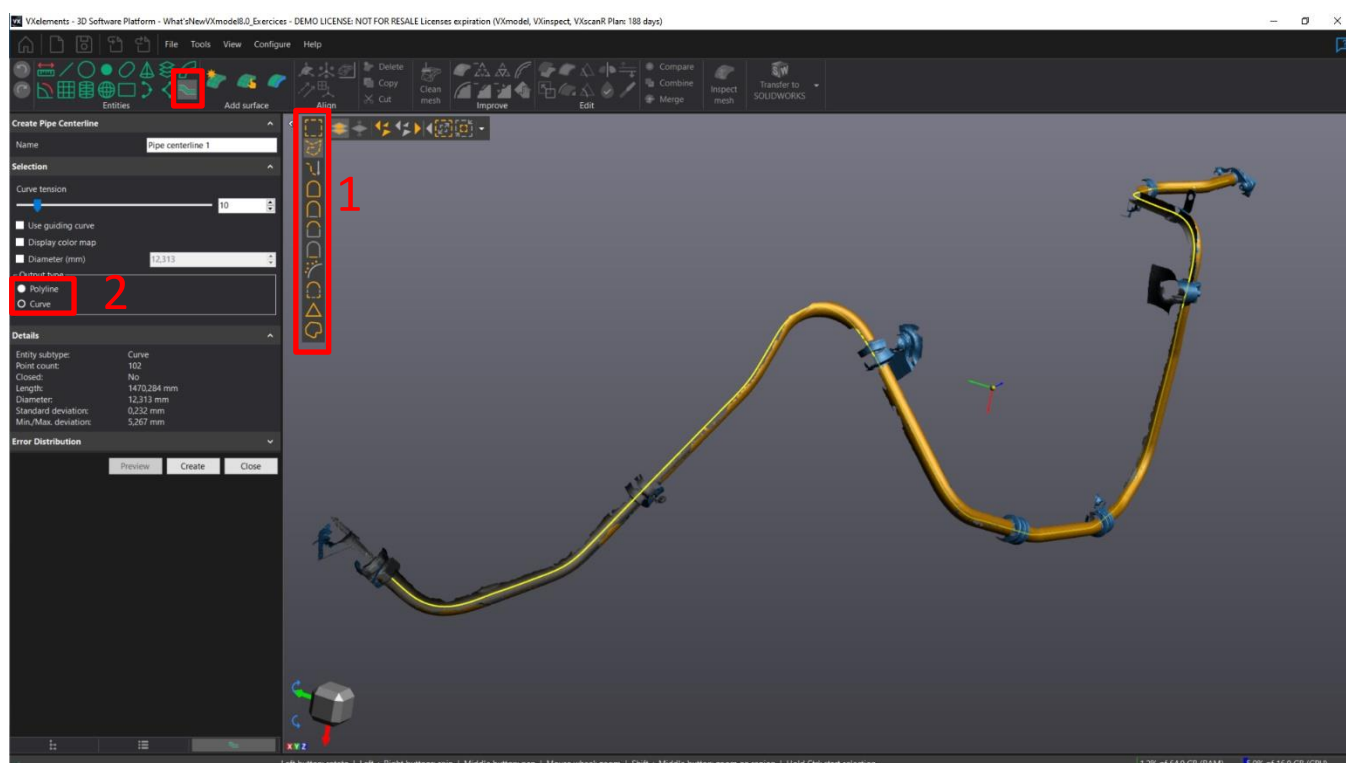 VXelements - 3D Software Platform - What'sNewVXmodel8.0_Exercices - DEMO LICENSE: NOT FOR RESALE Licenses expiration (VXmodel, VXinspect, VXscanR Plan: 188 days)
File Tools View Configure Help
Delete
Copy
Cut
Clean mesh
Compare
Combine
Merge
Inspect mesh
Transfer to SOLIDWORKS
Entities
Add surface
Align
Improve
Edit
Create Pipe Centerline
Name Pipe centerline 1
Selection
Curve tension
10
Use guiding curve
Display color map
Diameter (mm) 12,313
Output type
Polyline
Curve
1
2
Details
Entity subtype: Curve
Point count: 102
Closed: No
Length: 1470,284 mm
Diameter: 12,313 mm
Standard deviation: 0,232 mm
Min./Max. deviation: 5,267 mm
Error Distribution
Preview Create Close
X Y Z